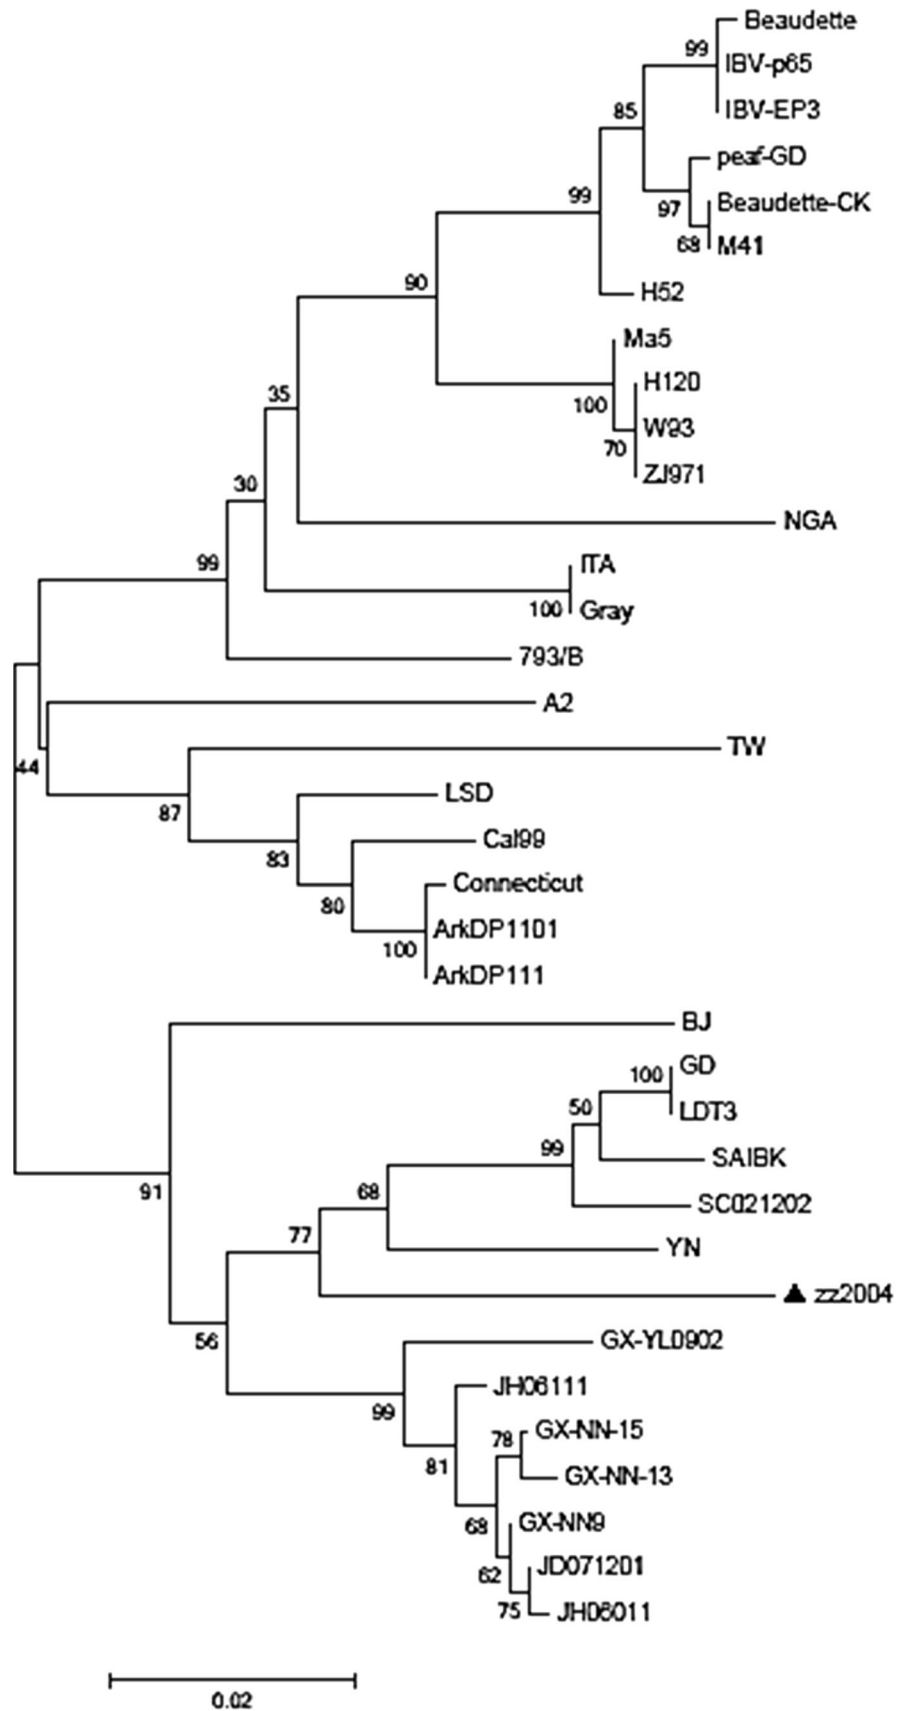 Beaudette
99
IBV-p65
85
IBV-EP3
peaf-GD
99
97
Beaudette-CK
68
M41
90
H52
Ma5
35
H120
100
W93
70
ZJ971
30
NGA
99
ITA
100
Gray
793/B
A2
TW
44
LSD
87
Cal99
83
Connecticut
80
ArkDP1101
100
ArkDP111
BJ
GD
100
LDT3
50
99
SAIBK
91
68
SC021202
77
YN
▲ zz2004
56
GX-YL0902
JH06111
99
GX-NN-15
78
81
GX-NN-13
68
GX-NN9
62
JD071201
75
JH06011
0.02